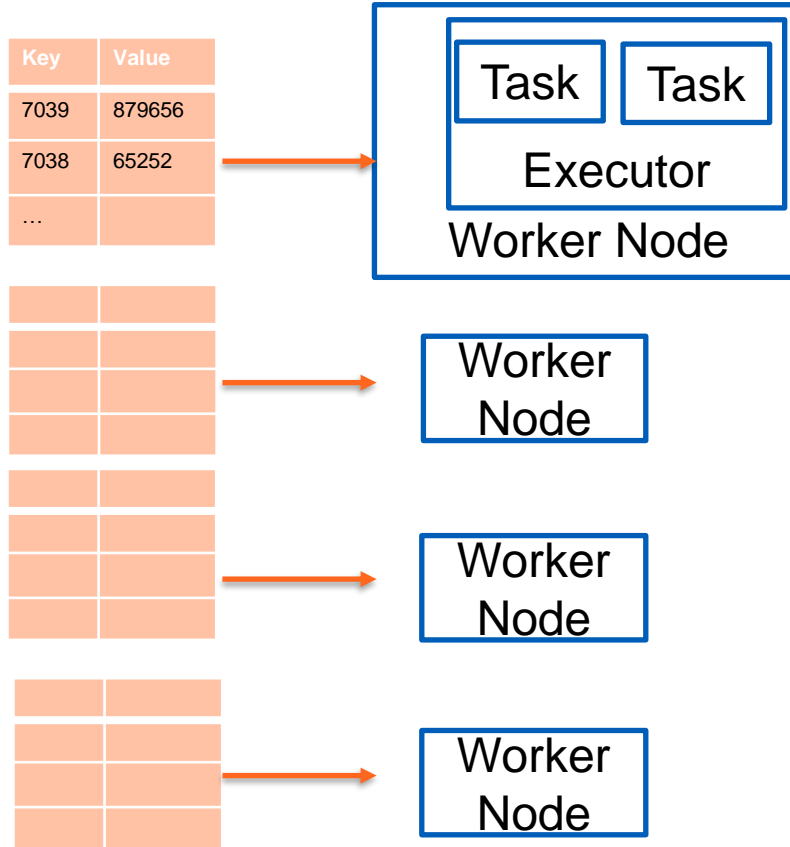 Key Value
7039 879656
7038 65252
…
Task Task
Executor
Worker Node
Worker
Node
Worker
Node
Worker
Node